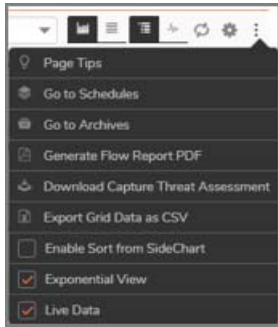 Page Tips
Go to Schedules
Go to Archives
Generate Flow Report PDF
Download Capture Threat Assessment
Export Grid Data as CSV
Enable Sort from SideChart
Exponential View
Live Data